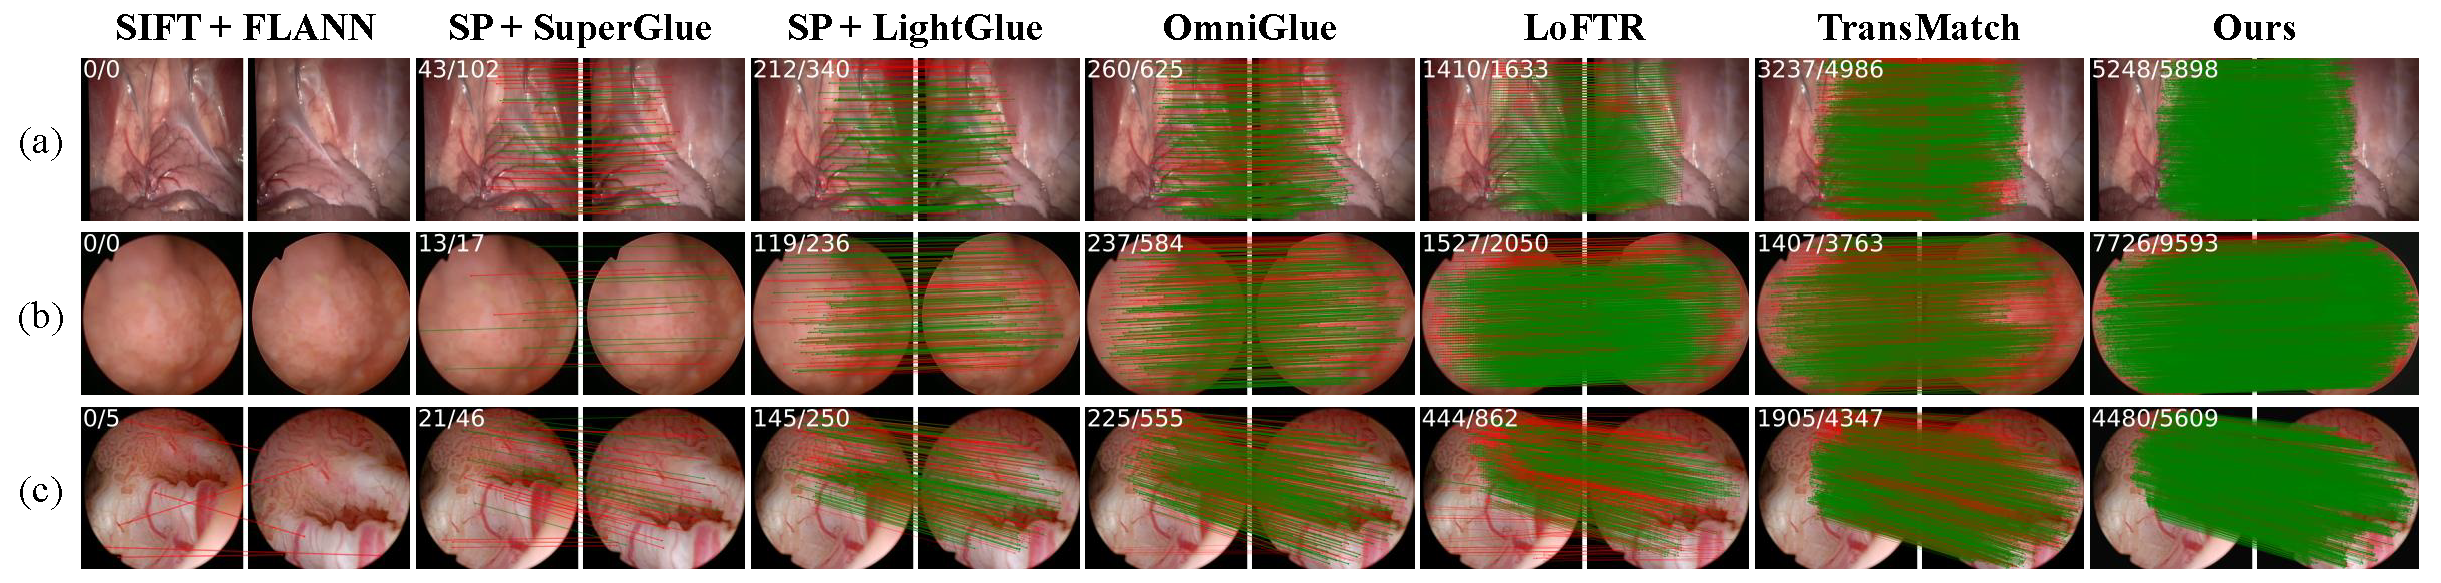 SIFT + FLANN SP + SuperGlue SP + LightGlue OmniGlue LoFTR TransMatch Ours
(a) 0/0 43/102 212/340 260/625 1410/1633 3237/4986 5248/5898
(b) 0/0 13/17 119/236 237/584 1527/2050 1407/3763 7726/9593
(c) 0/5 21/46 145/250 225/555 444/862 1905/4347 4480/5609